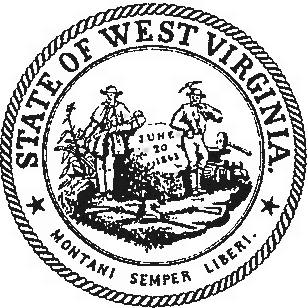 STATE OF WEST VIRGINIA.
JUNE
20
1863
MONTANI SEMPER LIBERI.